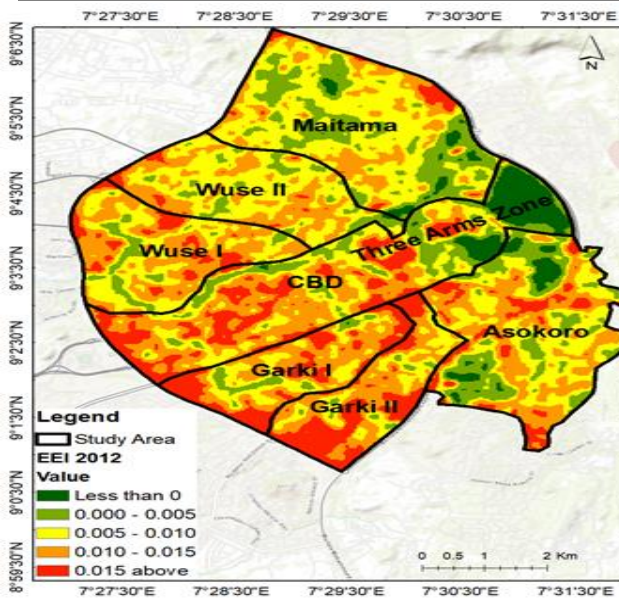 7°27'30"E 7°28'30"E 7°29'30"E 7°30'30"E 7°31'30"E
9°6'30"N
N
9°5'30"N
Maitama
9°4'30"N
Wuse II
Three Arms Zone
Wuse I
9°3'30"N
CBD
9°2'30"N
Asokoro
Garki I
Garki II
9°1'30"N
Legend
Study Area
EEI 2012
Value
Less than 0
0.000 - 0.005
0.005 - 0.010
0.010 - 0.015
0.015 above
9°0'30"N
0 0.5 1 2 Km
8°59'30"N
7°27'30"E 7°28'30"E 7°29'30"E 7°30'30"E 7°31'30"E